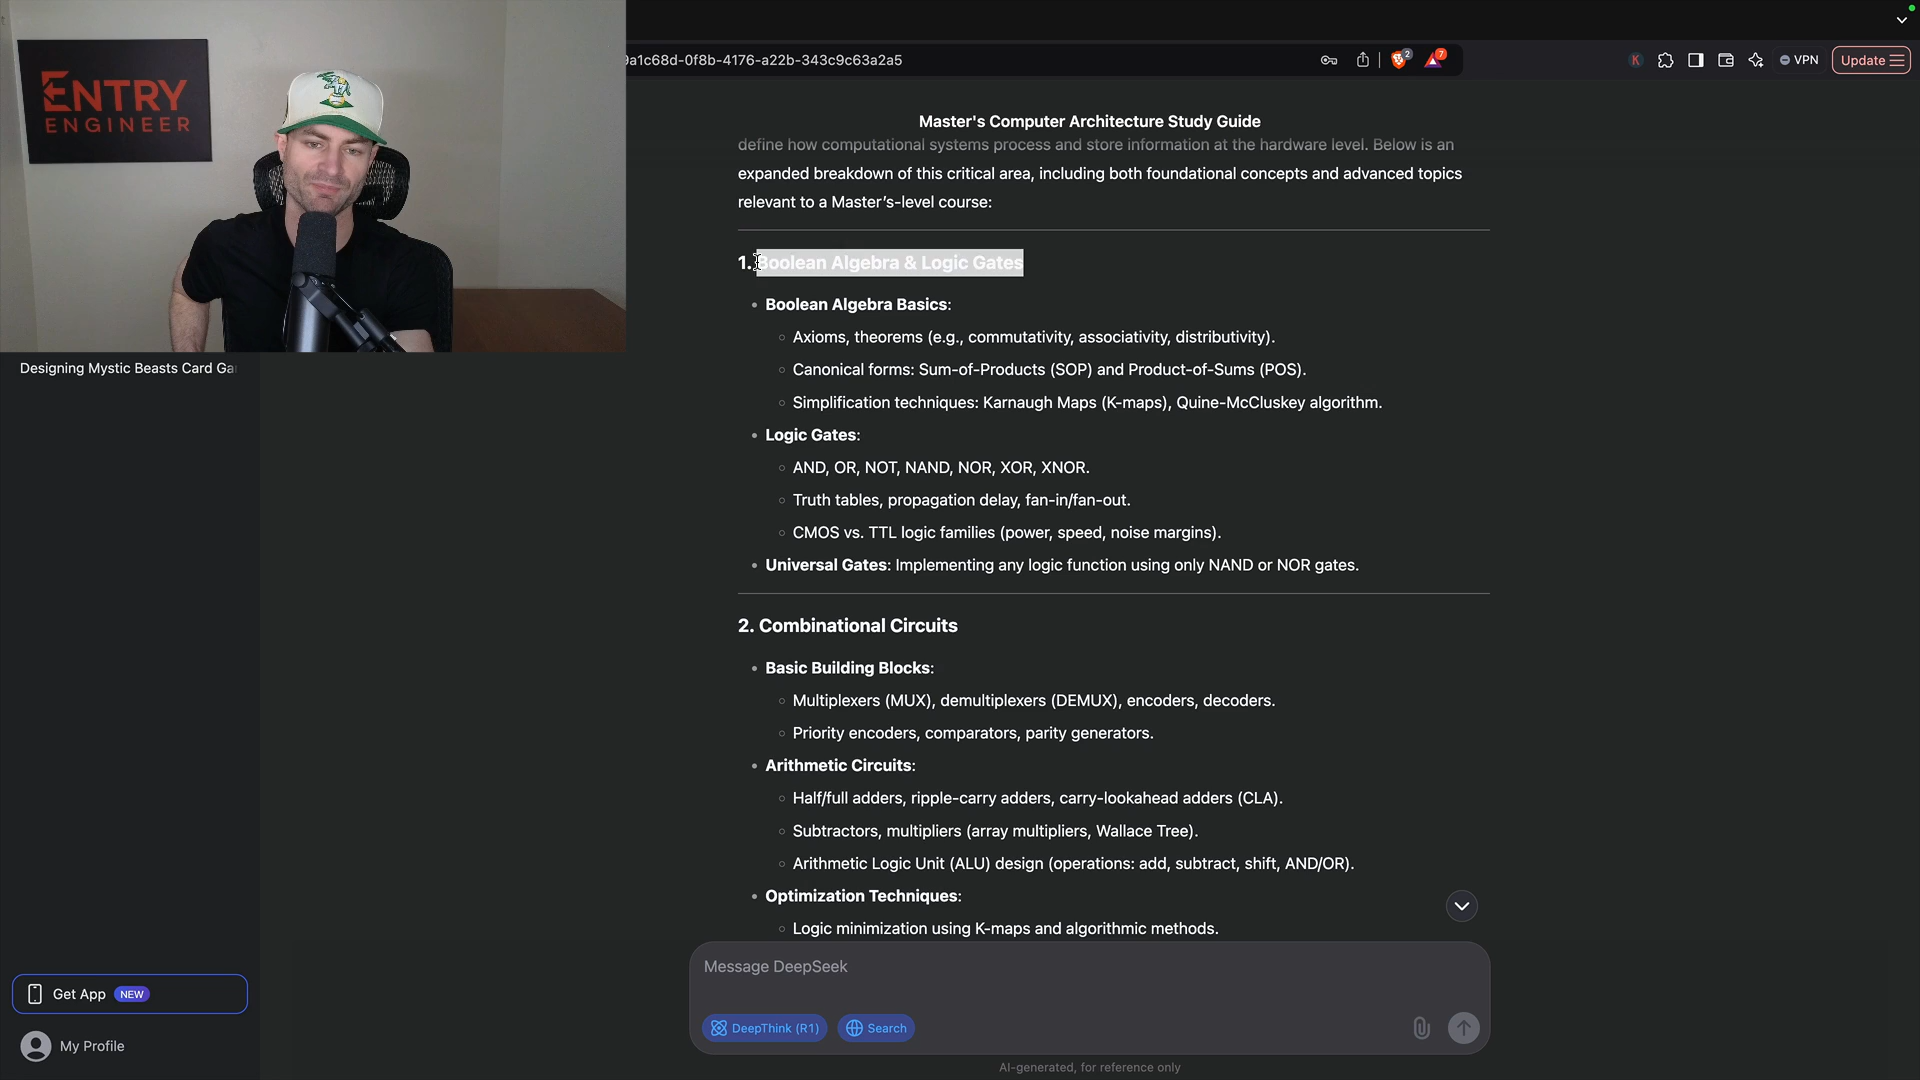 ENTRY
ENGINEER
9a1c68d-0f8b-4176-a22b-343c9c63a2a5
2
7
K
VPN
Update
Master's Computer Architecture Study Guide
define how computational systems process and store information at the hardware level. Below is an
expanded breakdown of this critical area, including both foundational concepts and advanced topics
relevant to a Master’s-level course:
1. Boolean Algebra & Logic Gates
• Boolean Algebra Basics:
◦ Axioms, theorems (e.g., commutativity, associativity, distributivity).
◦ Canonical forms: Sum-of-Products (SOP) and Product-of-Sums (POS).
◦ Simplification techniques: Karnaugh Maps (K-maps), Quine-McCluskey algorithm.
• Logic Gates:
◦ AND, OR, NOT, NAND, NOR, XOR, XNOR.
◦ Truth tables, propagation delay, fan-in/fan-out.
◦ CMOS vs. TTL logic families (power, speed, noise margins).
• Universal Gates: Implementing any logic function using only NAND or NOR gates.
2. Combinational Circuits
• Basic Building Blocks:
◦ Multiplexers (MUX), demultiplexers (DEMUX), encoders, decoders.
◦ Priority encoders, comparators, parity generators.
• Arithmetic Circuits:
◦ Half/full adders, ripple-carry adders, carry-lookahead adders (CLA).
◦ Subtractors, multipliers (array multipliers, Wallace Tree).
◦ Arithmetic Logic Unit (ALU) design (operations: add, subtract, shift, AND/OR).
• Optimization Techniques:
◦ Logic minimization using K-maps and algorithmic methods.
Designing Mystic Beasts Card Ga
Get App NEW
My Profile
Message DeepSeek
DeepThink (R1)
Search
AI-generated, for reference only